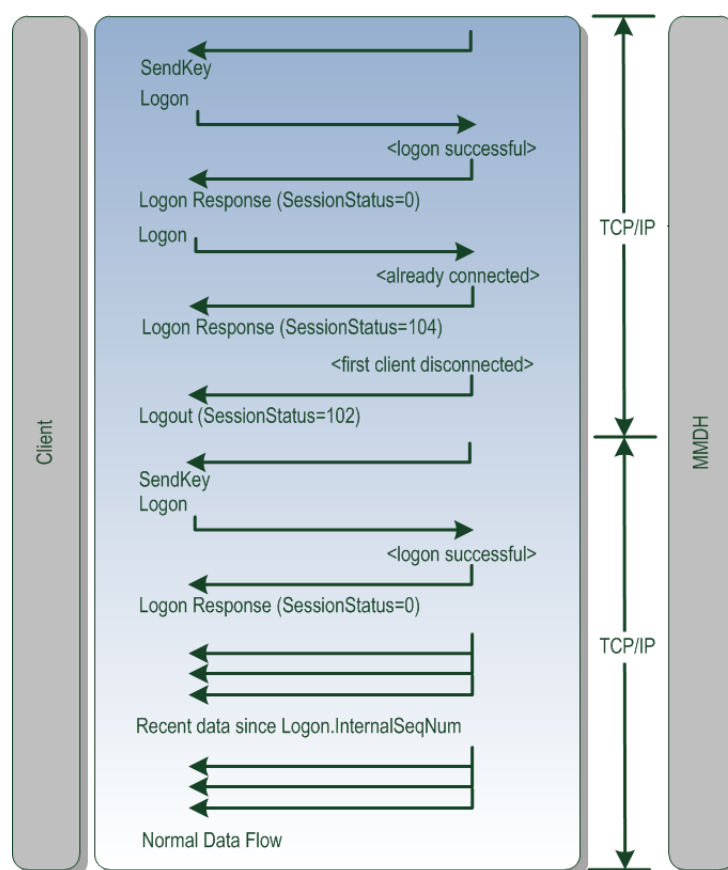 SendKey
Logon
<logon successful>
Logon Response (SessionStatus=0)
Logon
<already connected>
Logon Response (SessionStatus=104)
<first client disconnected>
Logout (SessionStatus=102)
SendKey
Logon
<logon successful>
Logon Response (SessionStatus=0)
Recent data since Logon.InternalSeqNum
Normal Data Flow
Client
TCP/IP
TCP/IP
MMDH